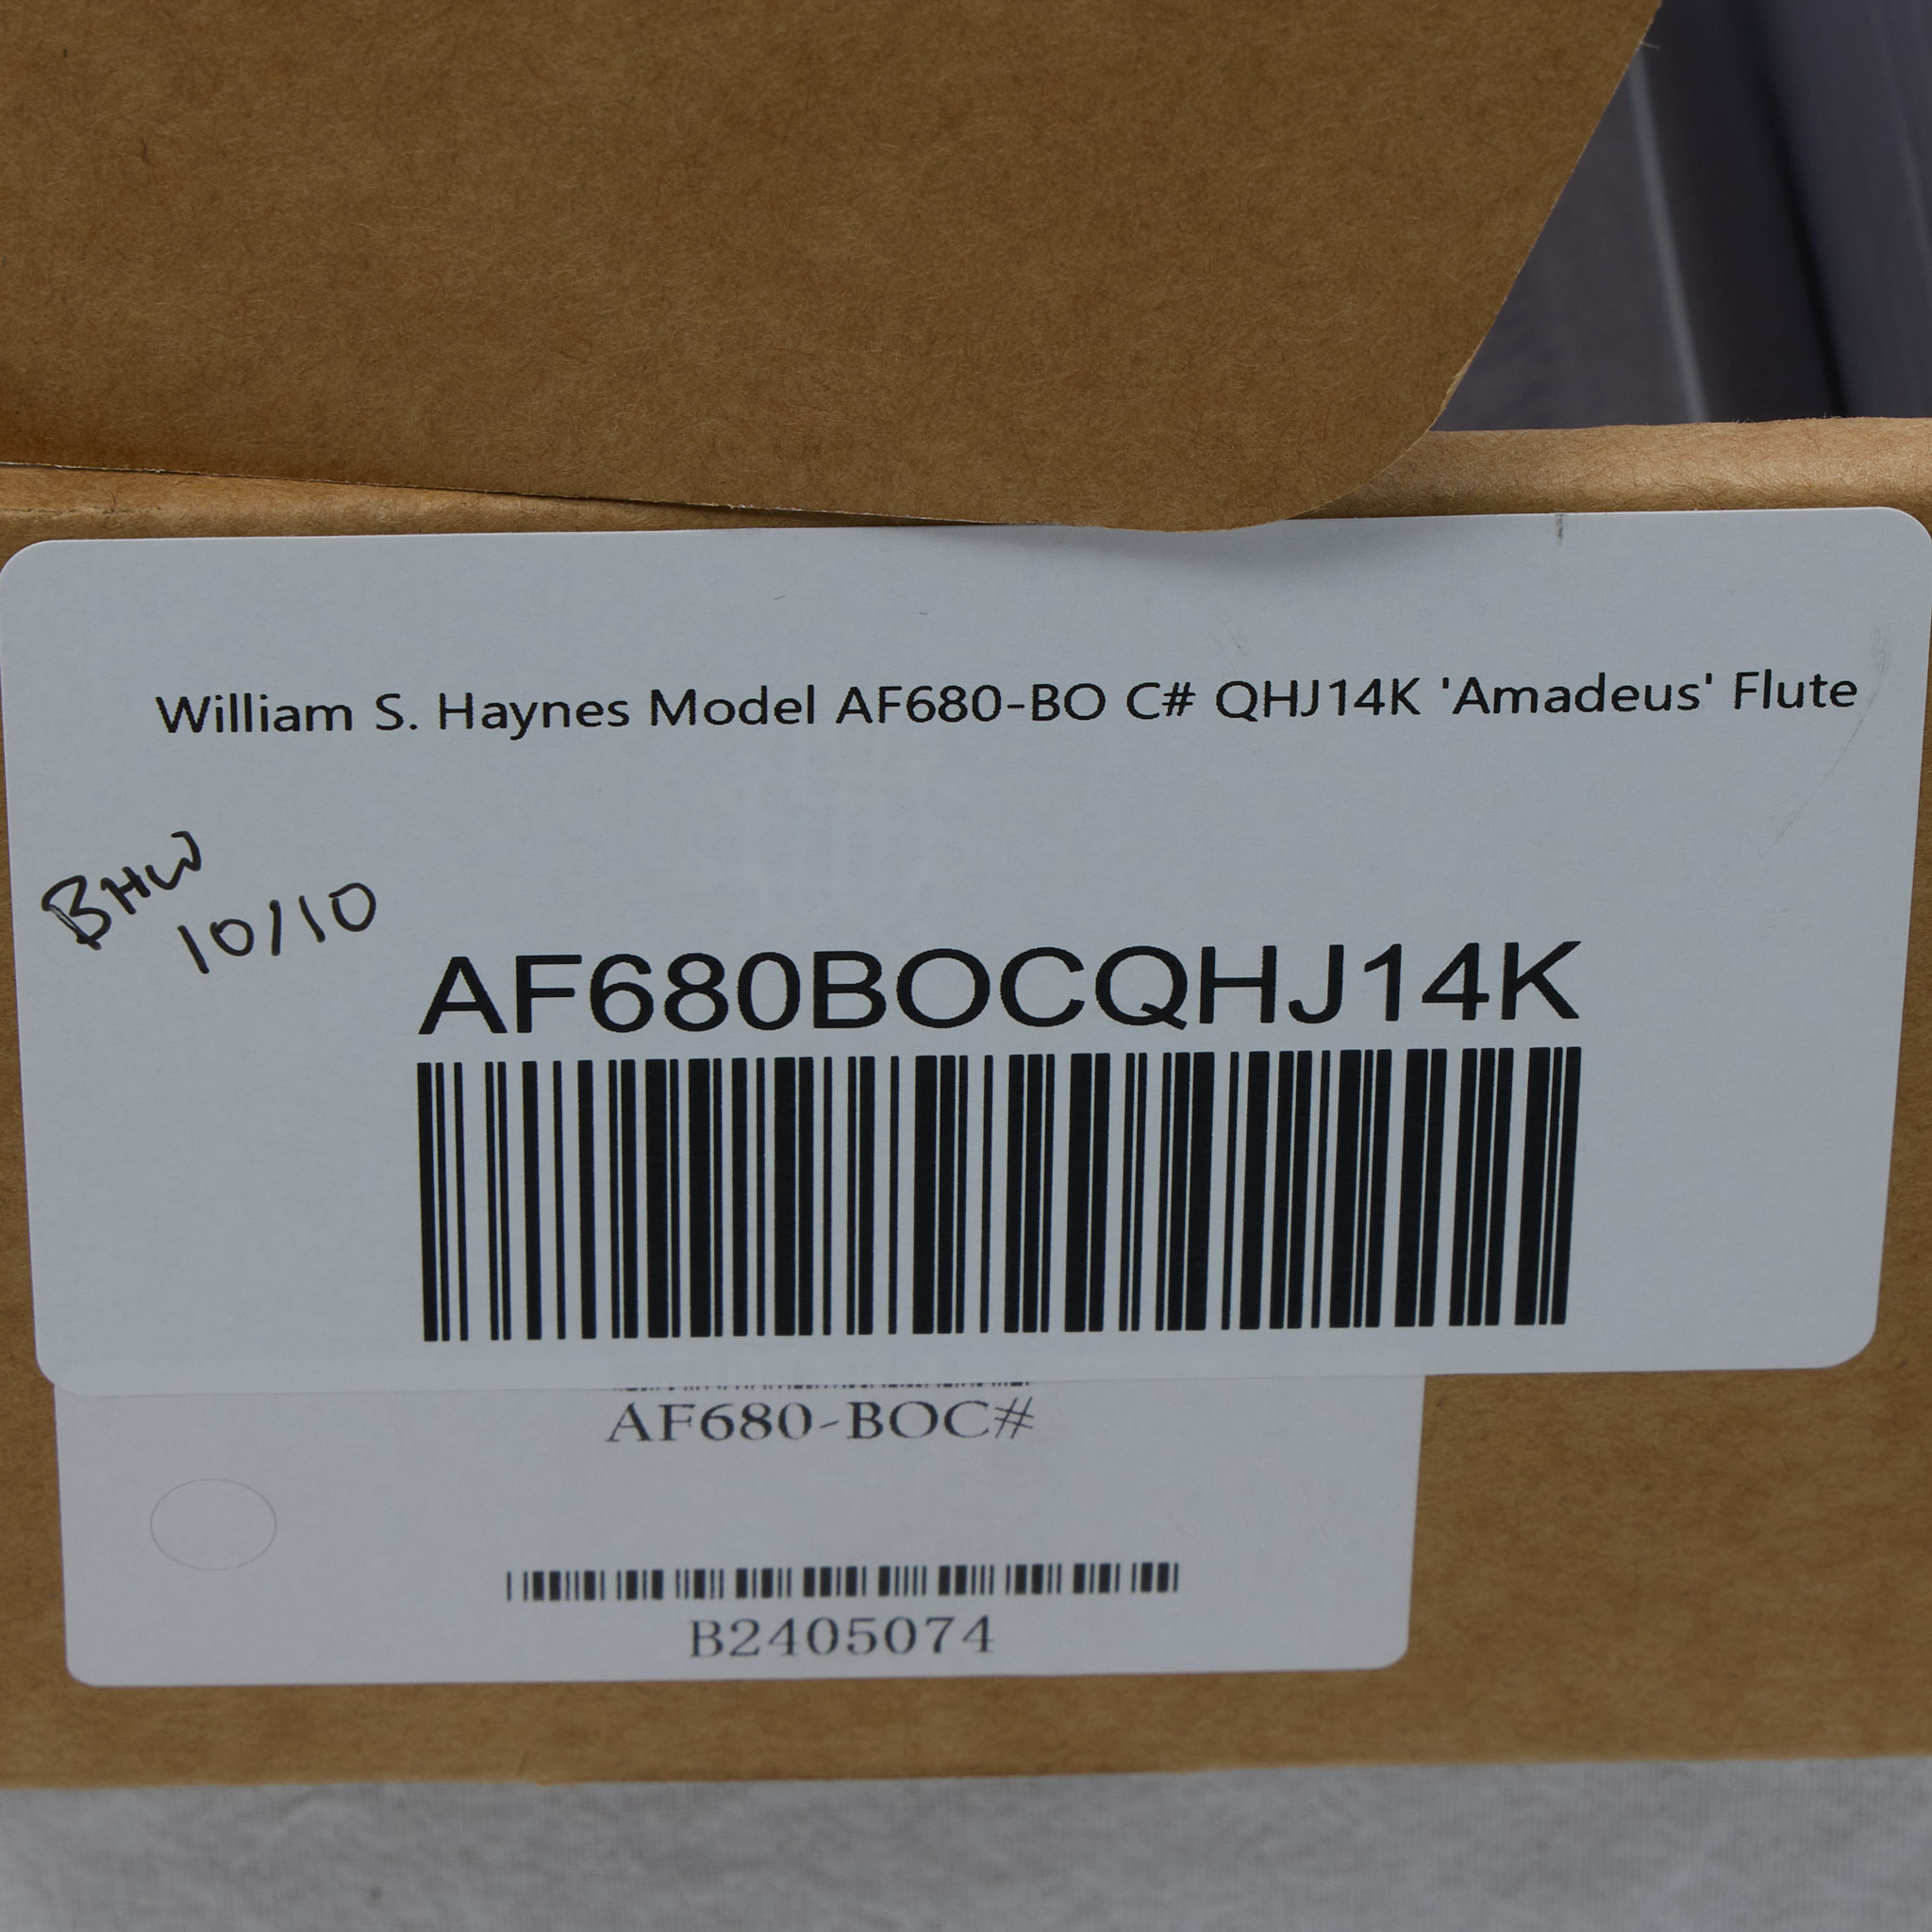 William S. Haynes Model AF680-BO C# QHJ14K 'Amadeus' Flute
BHW
10/10
AF680BOCQHJ14K
AF680-BOC#
B2405074